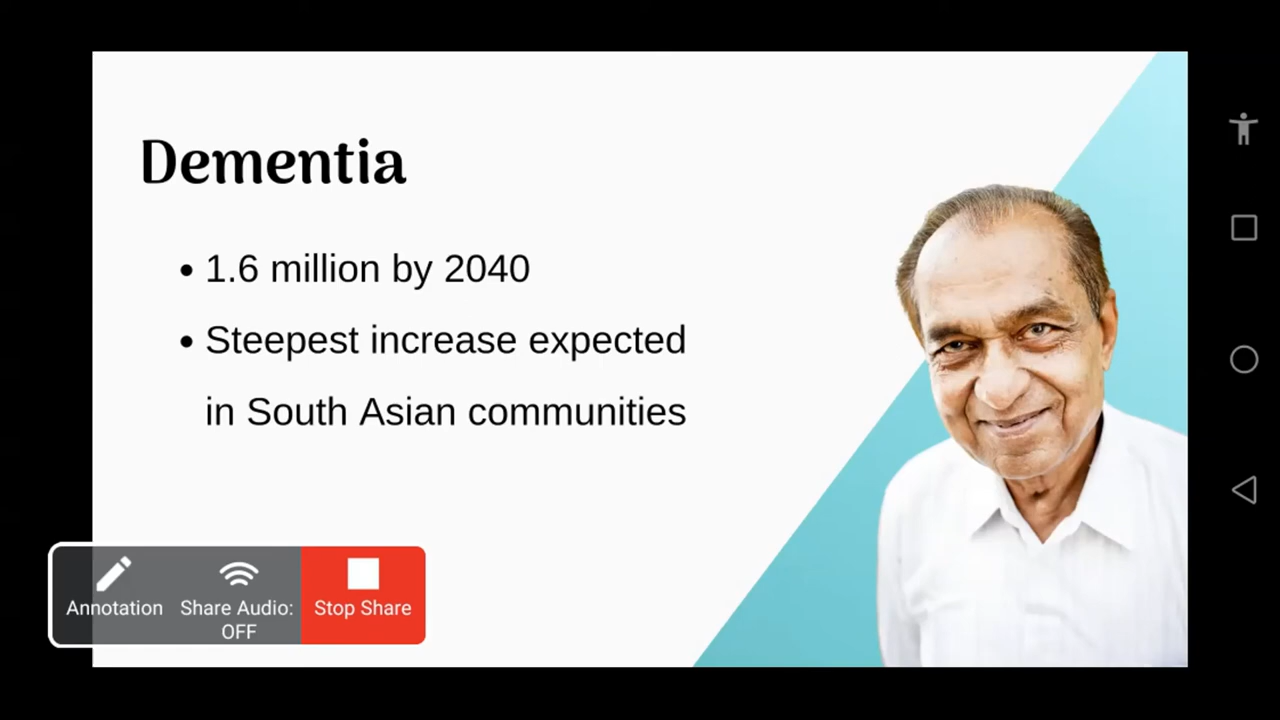 Dementia
• 1.6 million by 2040
• Steepest increase expected
in South Asian communities
Annotation
Share Audio:
OFF
Stop Share